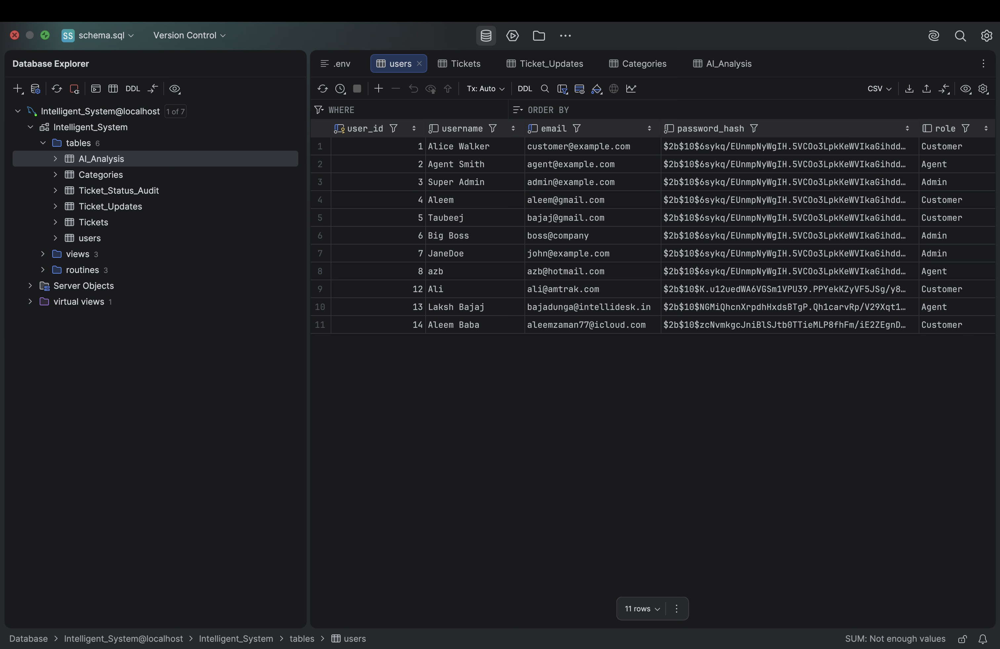 SS schema.sql Version Control
Database Explorer
.env users Tickets Ticket_Updates Categories AI_Analysis
DDL
Tx: Auto DDL CSV
WHERE ORDER BY
Intelligent_System@localhost 1 of 7
Intelligent_System
tables 6
AI_Analysis
Categories
Ticket_Status_Audit
Ticket_Updates
Tickets
users
views 3
routines 3
Server Objects
virtual views 1
user_id username email password_hash role
1 1 Alice Walker customer@example.com $2b$10$6sykq/EUnmpNyWgIH.5VCOo3LpkKeWVIkaGihdd… Customer
2 2 Agent Smith agent@example.com $2b$10$6sykq/EUnmpNyWgIH.5VCOo3LpkKeWVIkaGihdd… Agent
3 3 Super Admin admin@example.com $2b$10$6sykq/EUnmpNyWgIH.5VCOo3LpkKeWVIkaGihdd… Admin
4 4 Aleem aleem@gmail.com $2b$10$6sykq/EUnmpNyWgIH.5VCOo3LpkKeWVIkaGihdd… Customer
5 5 Taubeej bajaj@gmail.com $2b$10$6sykq/EUnmpNyWgIH.5VCOo3LpkKeWVIkaGihdd… Customer
6 6 Big Boss boss@company $2b$10$6sykq/EUnmpNyWgIH.5VCOo3LpkKeWVIkaGihdd… Admin
7 7 JaneDoe john@example.com $2b$10$6sykq/EUnmpNyWgIH.5VCOo3LpkKeWVIkaGihdd… Admin
8 8 azb azb@hotmail.com $2b$10$6sykq/EUnmpNyWgIH.5VCOo3LpkKeWVIkaGihdd… Agent
9 12 Ali ali@amtrak.com $2b$10$K.u12uedWA6VGSm1VPU39.PPYekKZyVF5JSg/y8… Customer
10 13 Laksh Bajaj bajadunga@intellidesk.in $2b$10$NGMiQhcnXrpdhHxdsBTgP.Qh1carvRp/V29Xqt1… Agent
11 14 Aleem Baba aleemzaman77@icloud.com $2b$10$zcNvmkgcJniBlSJtb0TTieMLP8fhFm/iE2ZEgnD… Customer
11 rows
Database > Intelligent_System@localhost > Intelligent_System > tables > users SUM: Not enough values